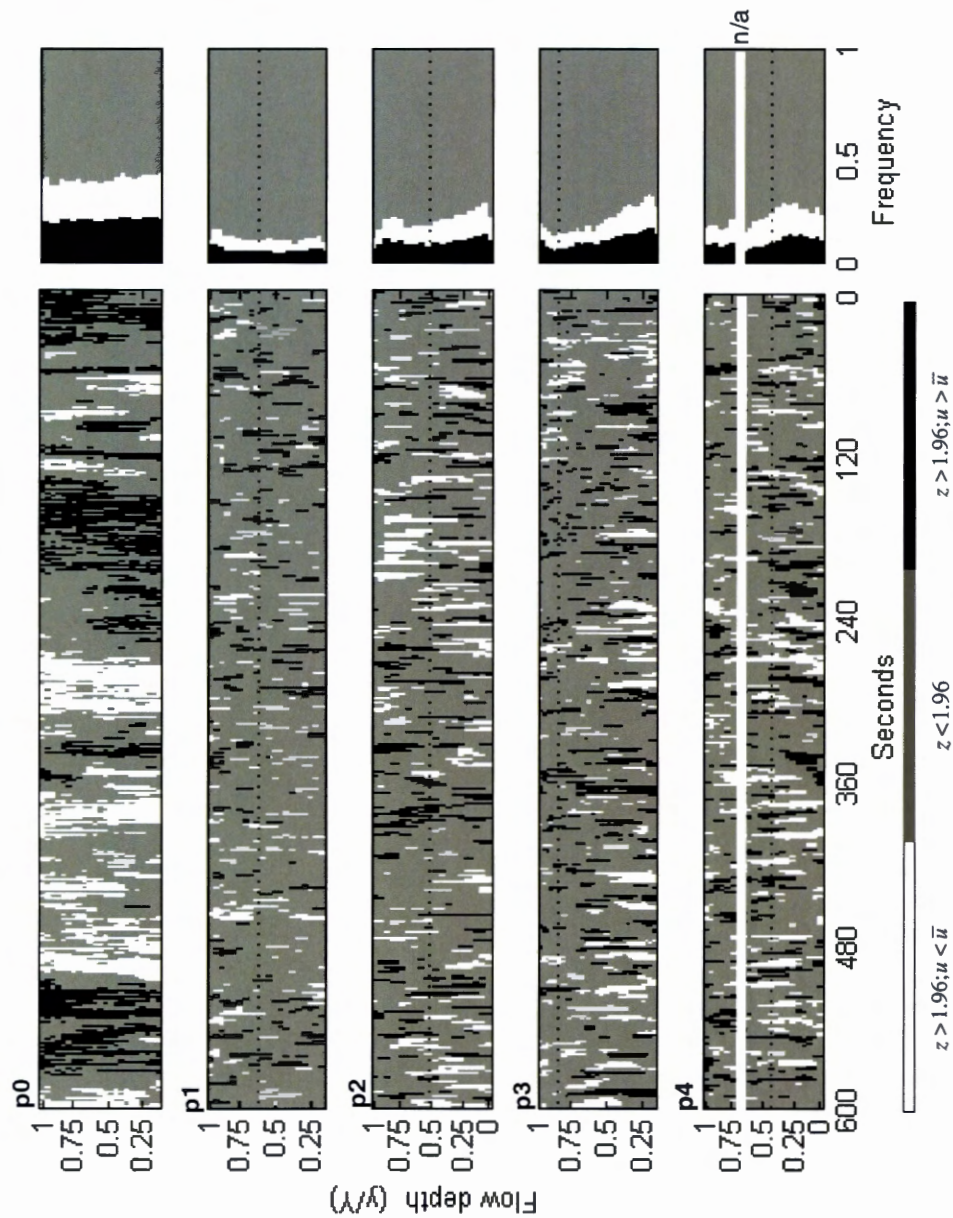 p0
1
0.75
0.5
0.25
p1
1
0.75
0.5
0.25
p2
1
0.75
0.5
0.25
0
p3
1
0.75
0.5
0.25
p4
1
0.75
0.5
0.25
0
n/a
Flow depth (y/Y)
600
480
360
240
120
0
Seconds
0
0.5
1
Frequency
z > 1.96; u < u̅
z < 1.96
z > 1.96; u > u̅